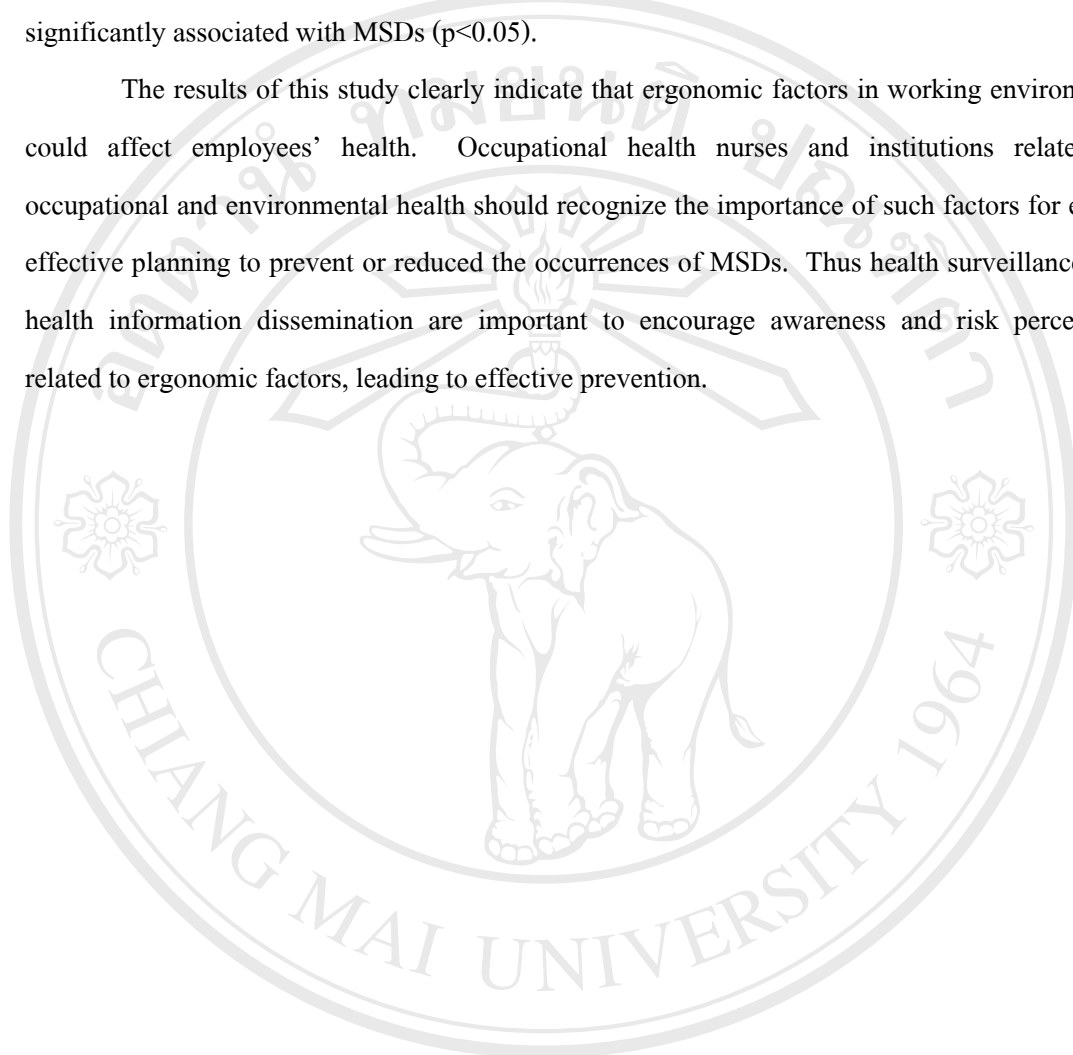 significantly associated with MSDs (p<0.05).
The results of this study clearly indicate that ergonomic factors in working environ
could affect employees’ health. Occupational health nurses and institutions relate
occupational and environmental health should recognize the importance of such factors for e
effective planning to prevent or reduced the occurrences of MSDs. Thus health surveillance
health information dissemination are important to encourage awareness and risk perce
related to ergonomic factors, leading to effective prevention.
CHIANG MAI UNIVERSITY 1964